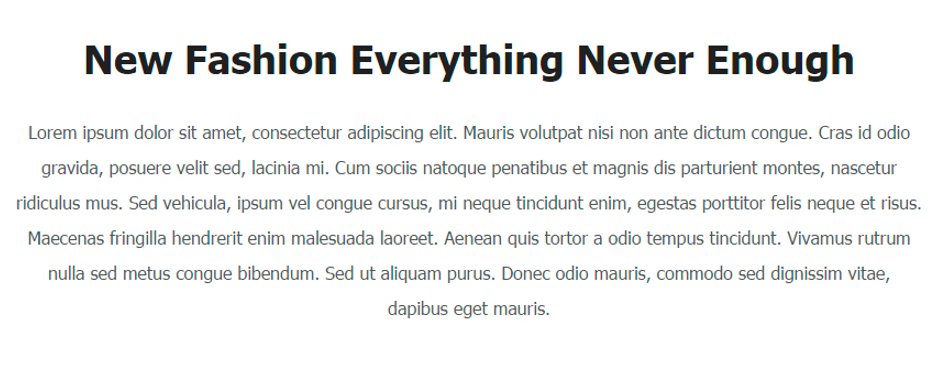 New Fashion Everything Never Enough
Lorem ipsum dolor sit amet, consectetur adipiscing elit. Mauris volutpat nisi non ante dictum congue. Cras id odio
gravida, posuere velit sed, lacinia mi. Cum sociis natoque penatibus et magnis dis parturient montes, nascetur
ridiculus mus. Sed vehicula, ipsum vel congue cursus, mi neque tincidunt enim, egestas porttitor felis neque et risus.
Maecenas fringilla hendrerit enim malesuada laoreet. Aenean quis tortor a odio tempus tincidunt. Vivamus rutrum
nulla sed metus congue bibendum. Sed ut aliquam purus. Donec odio mauris, commodo sed dignissim vitae,
dapibus eget mauris.